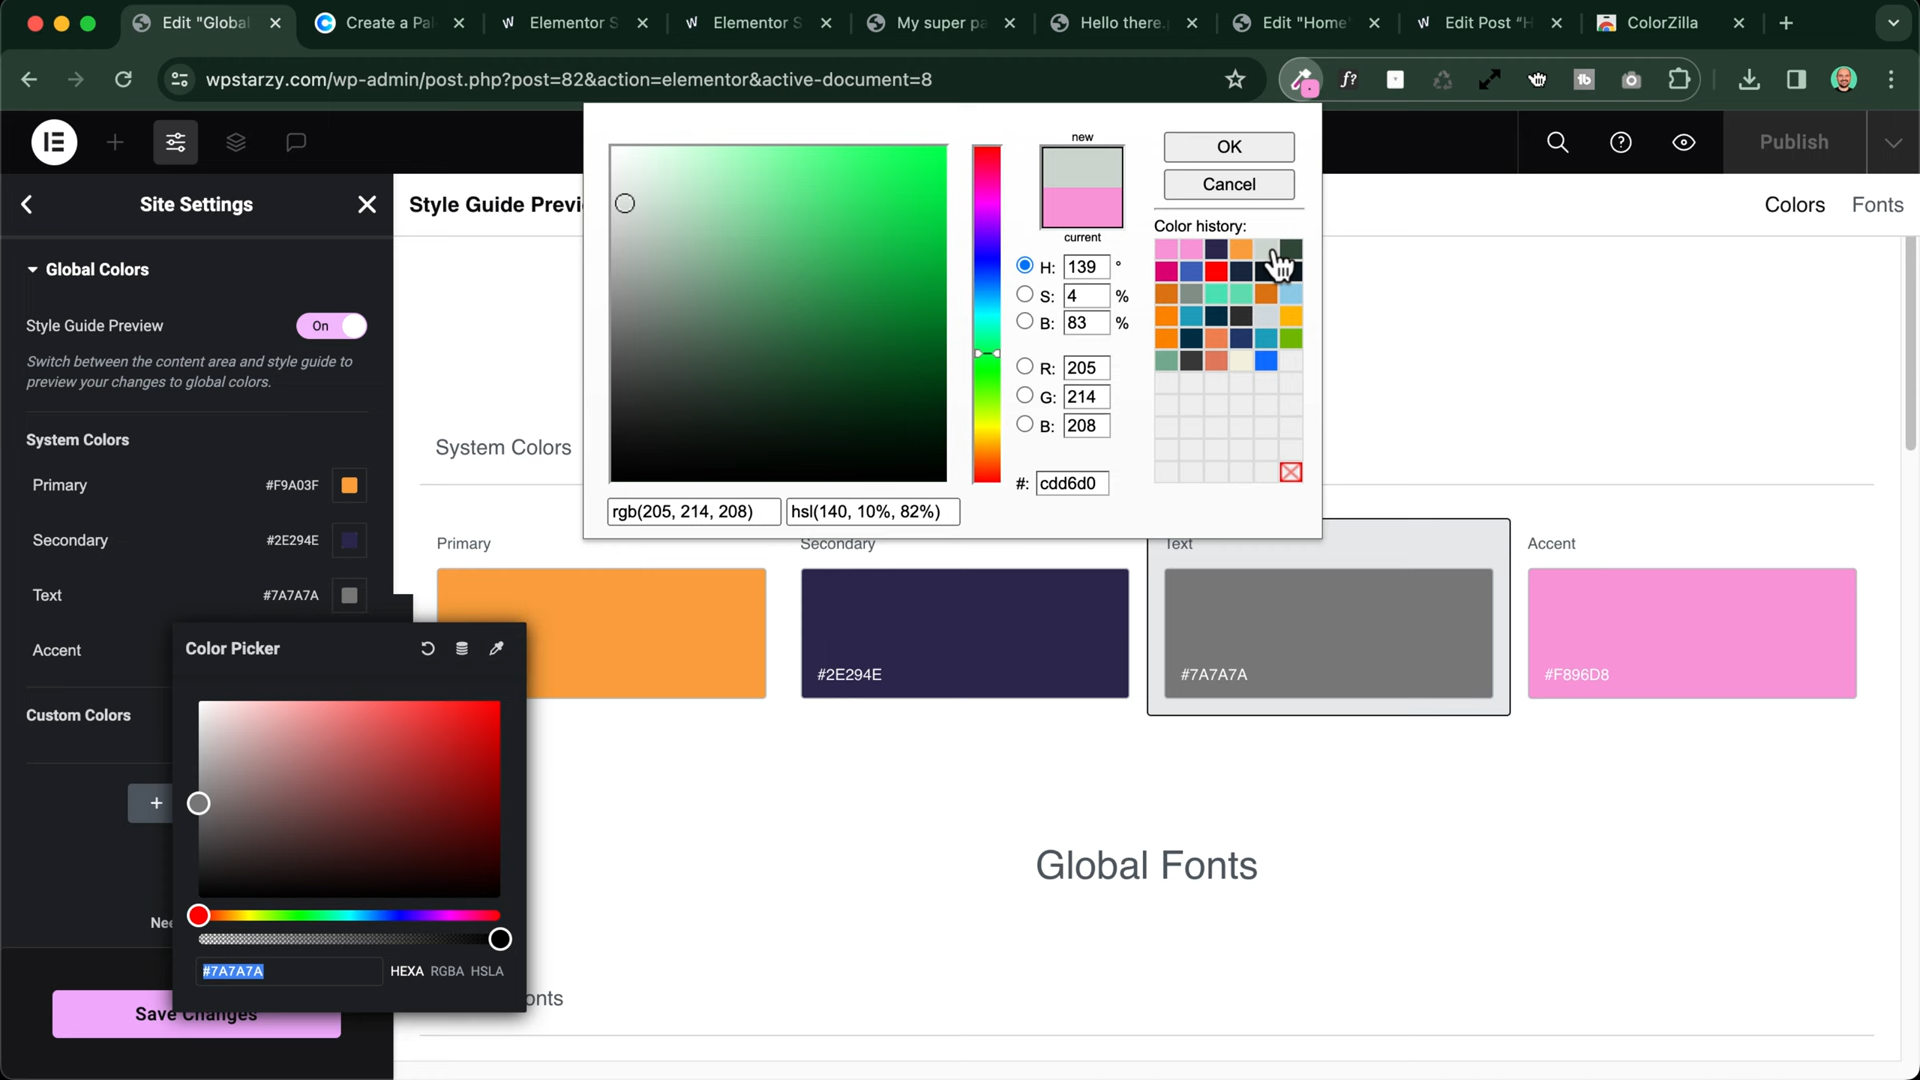 Edit "Global
Create a Pal
Elementor S
Elementor S
My super pa
Hello there.
Edit "Home"
Edit Post "H
ColorZilla
wpstarzy.com/wp-admin/post.php?post=82&action=elementor&active-document=8
f?
tb
Publish
Site Settings
Style Guide Previ
Colors
Fonts
Global Colors
Style Guide Preview
On
Switch between the content area and style guide to
preview your changes to global colors.
System Colors
Primary
#F9A03F
Secondary
#2E294E
Text
#7A7A7A
Accent
Custom Colors
Nee
Save Changes
Color Picker
#7A7A7A
HEXA
RGBA
HSLA
new
current
OK
Cancel
Color history:
H: 139 °
S: 4 %
B: 83 %
R: 205
G: 214
B: 208
#: cdd6d0
rgb(205, 214, 208)
hsl(140, 10%, 82%)
System Colors
Primary
Secondary
Text
Accent
#2E294E
#7A7A7A
#F896D8
Global Fonts
onts